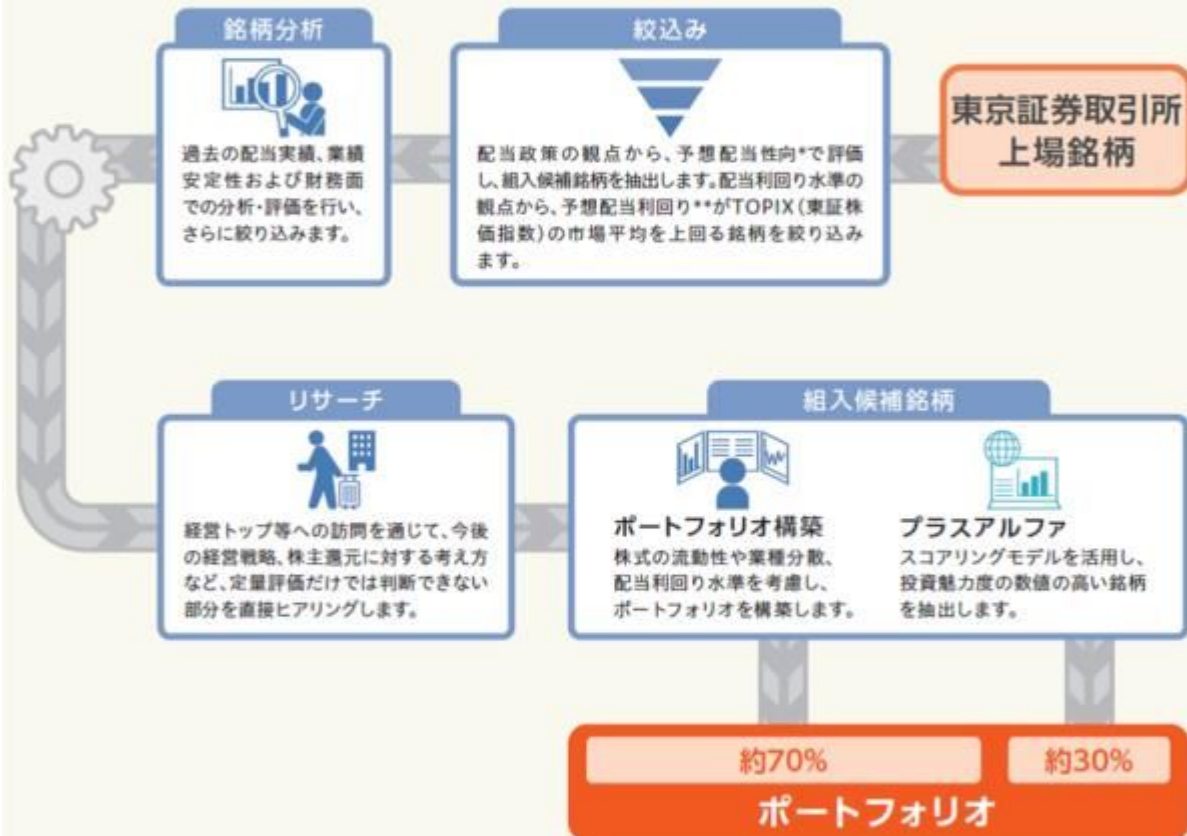 東京証券取引所
上場銘柄
絞込み
配当政策の観点から、予想配当性向*で評価
し、組入候補銘柄を抽出します。配当利回り水準の
観点から、予想配当利回り**がTOPIX(東証株
価指数)の市場平均を上回る銘柄を絞り込み
ます。
銘柄分析
過去の配当実績、業績
安定性および財務面
での分析・評価を行い、
さらに絞り込みます。
リサーチ
経営トップ等への訪問を通じて、今後
の経営戦略、株主還元に対する考え方
など、定量評価だけでは判断できない
部分を直接ヒアリングします。
組入候補銘柄
ポートフォリオ構築
株式の流動性や業種分散、
配当利回り水準を考慮し、
ポートフォリオを構築します。
プラスアルファ
スコアリングモデルを活用し、
投資魅力度の数値の高い銘柄
を抽出します。
約70%
約30%
ポートフォリオ